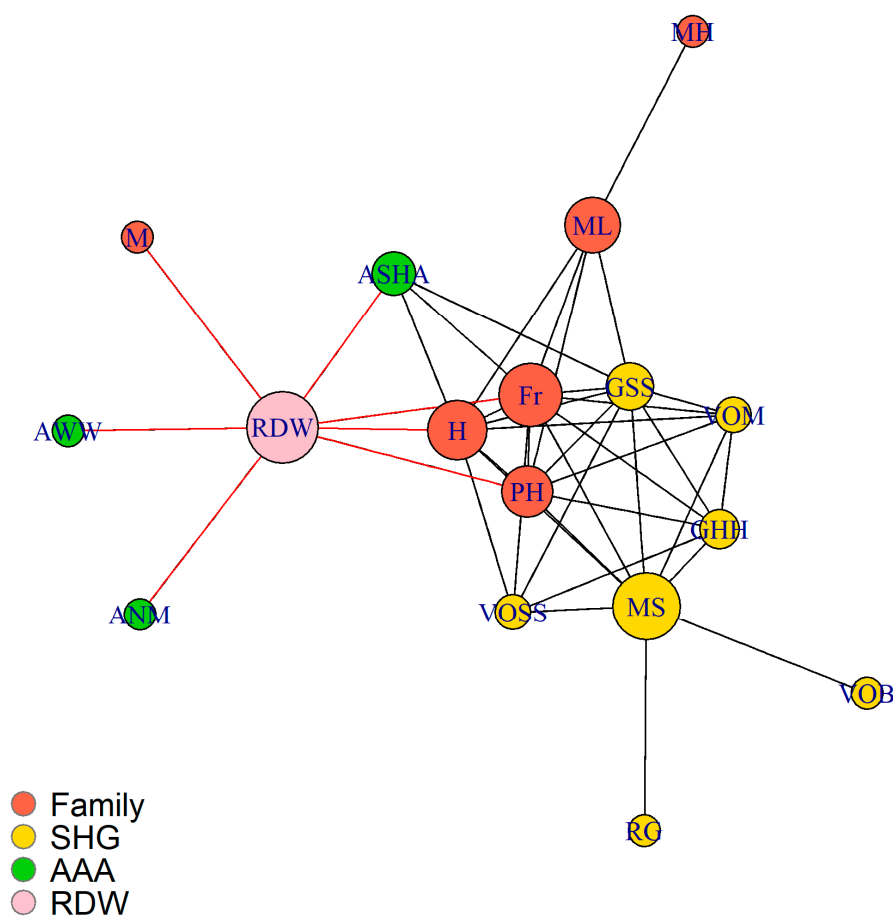 MH
M
ML
ASHA
Fr
GSS
VOM
AWW
RDW
H
PH
GHH
ANM
VOSS
MS
VOB
RG
Family
SHG
AAA
RDW